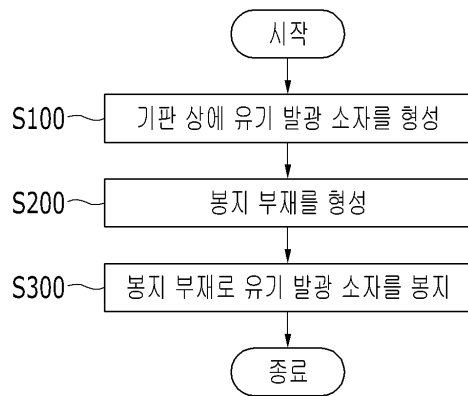 시작
S100 기판 상에 유기 발광 소자를 형성
S200 봉지 부재를 형성
S300 봉지 부재로 유기 발광 소자를 봉지
종료